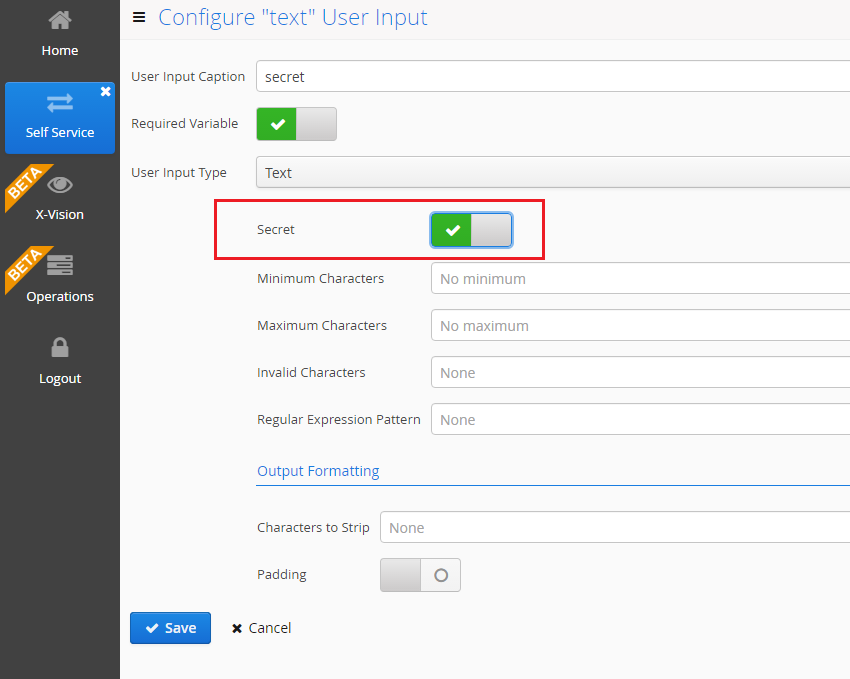 Home
Self Service
BETA
X-Vision
BETA
Operations
Logout
Configure "text" User Input
User Input Caption secret
Required Variable
User Input Type Text
Secret
Minimum Characters No minimum
Maximum Characters No maximum
Invalid Characters None
Regular Expression Pattern None
Output Formatting
Characters to Strip None
Padding
Save Cancel